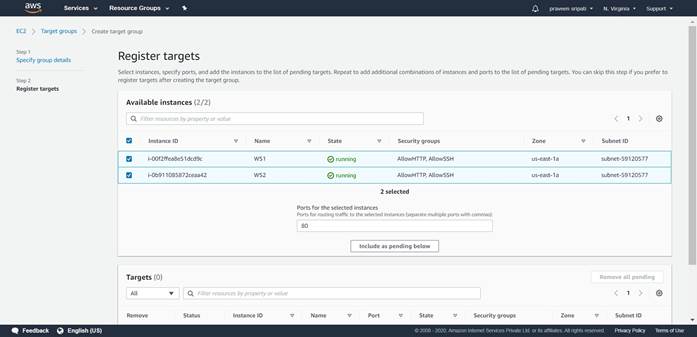 aws
Services
Resource Groups
praveen sripati
N. Virginia
Support
EC2 > Target groups > Create target group
Step 1
Specify group details
Step 2
Register targets
Register targets
Select instances, specify ports, and add the instances to the list of pending targets. Repeat to add additional combinations of instances and ports to the list of pending targets. You can skip this step if you prefer to
register targets after creating the target group.
Available instances (2/2)
Filter resources by property or value
1
Instance ID Name State Security groups Zone Subnet ID
i-00f2ffea8e51dcd9c WS1 running AllowHTTP, AllowSSH us-east-1a subnet-59120577
i-0b911085872ceaa42 WS2 running AllowHTTP, AllowSSH us-east-1a subnet-59120577
2 selected
Ports for the selected instances
Ports for routing traffic to the selected instances (separate multiple ports with commas)
80
Include as pending below
Targets (0)
Remove all pending
All
Filter resources by property or value
1
Remove Status Instance ID Name Port State Security groups Zone Subnet ID
Feedback English (US)
© 2008 - 2020, Amazon Internet Services Private Ltd. or its affiliates. All rights reserved. Privacy Policy Terms of Use